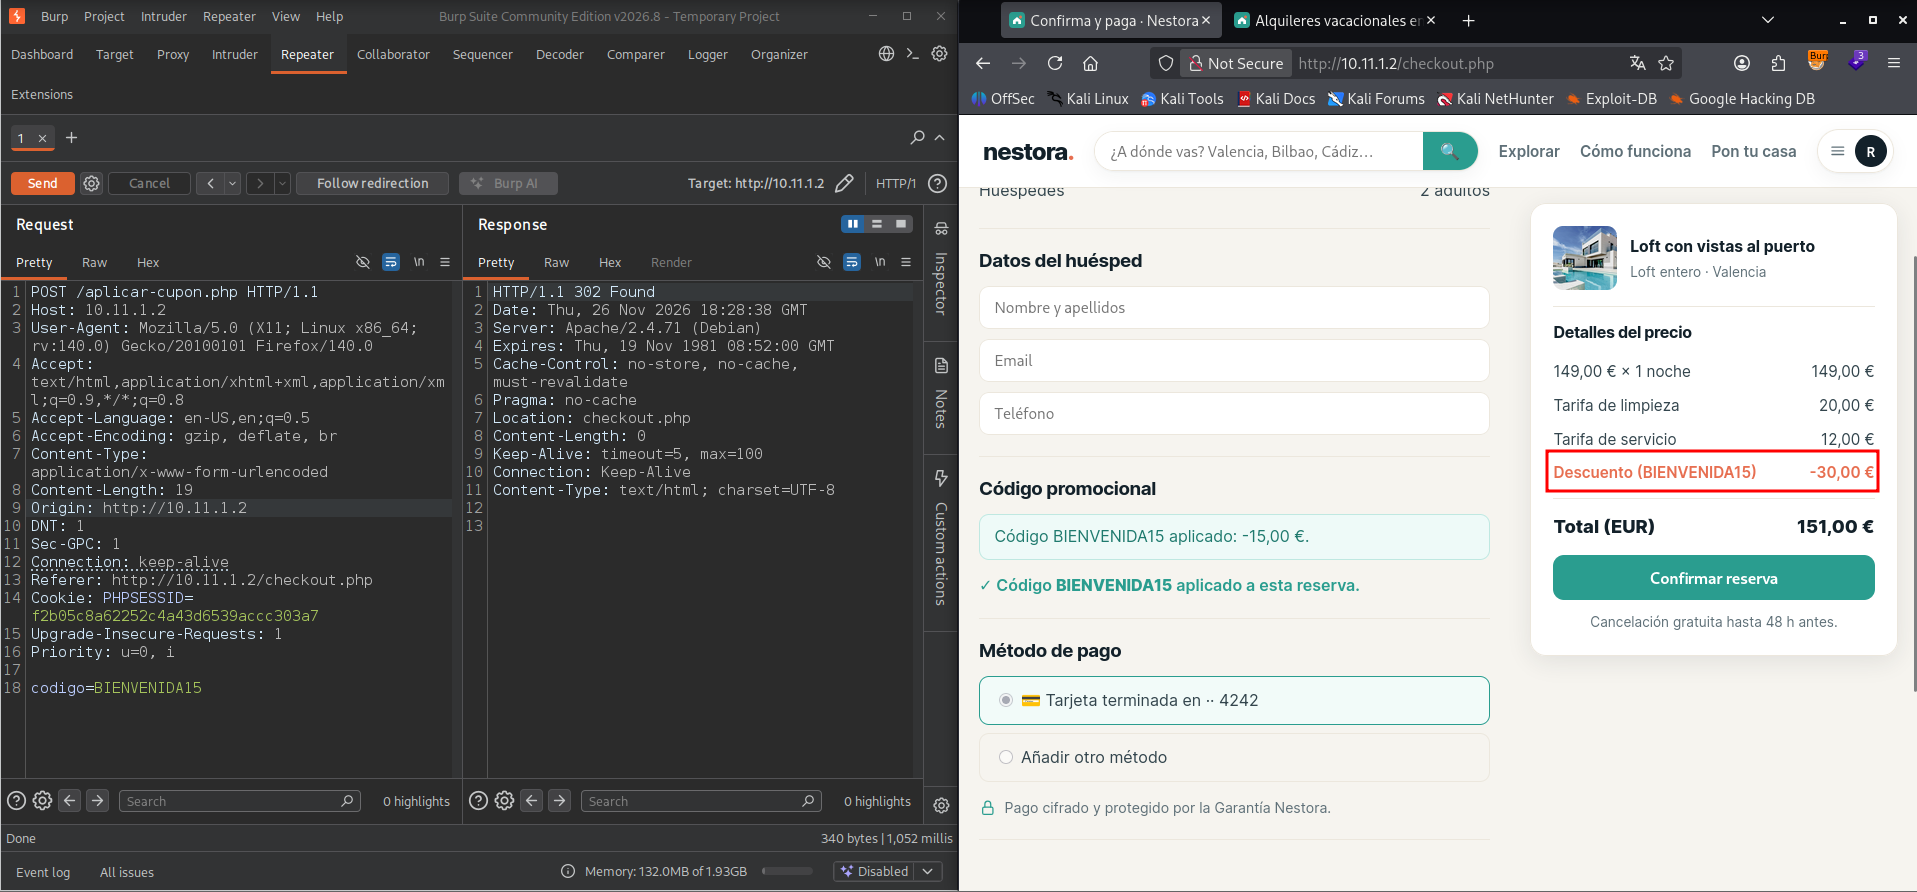 Burp Project Intruder Repeater View Help
Burp Suite Community Edition v2026.8 - Temporary Project
Dashboard Target Proxy Intruder Repeater Collaborator Sequencer Decoder Comparer Logger Organizer
Extensions
1 × +
Send Cancel Follow redirection Burp AI Target: http://10.11.1.2 HTTP/1
Request
Pretty Raw Hex \n
1 POST /aplicar-cupon.php HTTP/1.1
2 Host: 10.11.1.2
3 User-Agent: Mozilla/5.0 (X11; Linux x86_64;
rv:140.0) Gecko/20100101 Firefox/140.0
4 Accept:
text/html,application/xhtml+xml,application/xm
l;q=0.9,*/*;q=0.8
5 Accept-Language: en-US,en;q=0.5
6 Accept-Encoding: gzip, deflate, br
7 Content-Type:
application/x-www-form-urlencoded
8 Content-Length: 19
9 Origin: http://10.11.1.2
10 DNT: 1
11 Sec-GPC: 1
12 Connection: keep-alive
13 Referer: http://10.11.1.2/checkout.php
14 Cookie: PHPSESSID=
f2b05c8a62252c4a43d6539accc303a7
15 Upgrade-Insecure-Requests: 1
16 Priority: u=0, i
17
18 codigo=BIENVENIDA15
Search 0 highlights
Response
Pretty Raw Hex Render \n
1 HTTP/1.1 302 Found
2 Date: Thu, 26 Nov 2026 18:28:38 GMT
3 Server: Apache/2.4.71 (Debian)
4 Expires: Thu, 19 Nov 1981 08:52:00 GMT
5 Cache-Control: no-store, no-cache,
must-revalidate
6 Pragma: no-cache
7 Location: checkout.php
8 Content-Length: 0
9 Keep-Alive: timeout=5, max=100
10 Connection: Keep-Alive
11 Content-Type: text/html; charset=UTF-8
12
13
Search 0 highlights
Inspector
Notes
Custom actions
Done 340 bytes | 1,052 millis
Event log All issues Memory: 132.0MB of 1.93GB Disabled
Confirma y paga · Nestora ×
Alquileres vacacionales en ×
Not Secure http://10.11.1.2/checkout.php
Burp
3
OffSec Kali Linux Kali Tools Kali Docs Kali Forums Kali NetHunter Exploit-DB Google Hacking DB
nestora. ¿A dónde vas? Valencia, Bilbao, Cádiz… Explorar Cómo funciona Pon tu casa R
Huéspedes 2 adultos
Datos del huésped
Nombre y apellidos
Email
Teléfono
Código promocional
Código BIENVENIDA15 aplicado: -15,00 €.
✓ Código BIENVENIDA15 aplicado a esta reserva.
Método de pago
Tarjeta terminada en ·· 4242
Añadir otro método
Pago cifrado y protegido por la Garantía Nestora.
Loft con vistas al puerto
Loft entero · Valencia
Detalles del precio
149,00 € × 1 noche 149,00 €
Tarifa de limpieza 20,00 €
Tarifa de servicio 12,00 €
Descuento (BIENVENIDA15) -30,00 €
Total (EUR) 151,00 €
Confirmar reserva
Cancelación gratuita hasta 48 h antes.